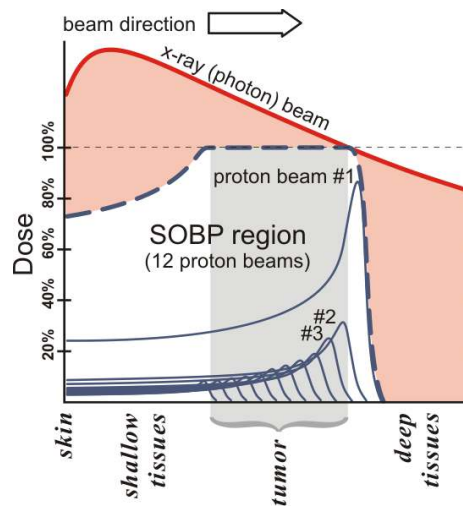 beam direction
x-ray (photon) beam
100%
proton beam #1
80%
SOBP region
(12 proton beams)
60%
Dose
40%
#2
#3
20%
skin
shallow
tissues
tumor
deep
tissues